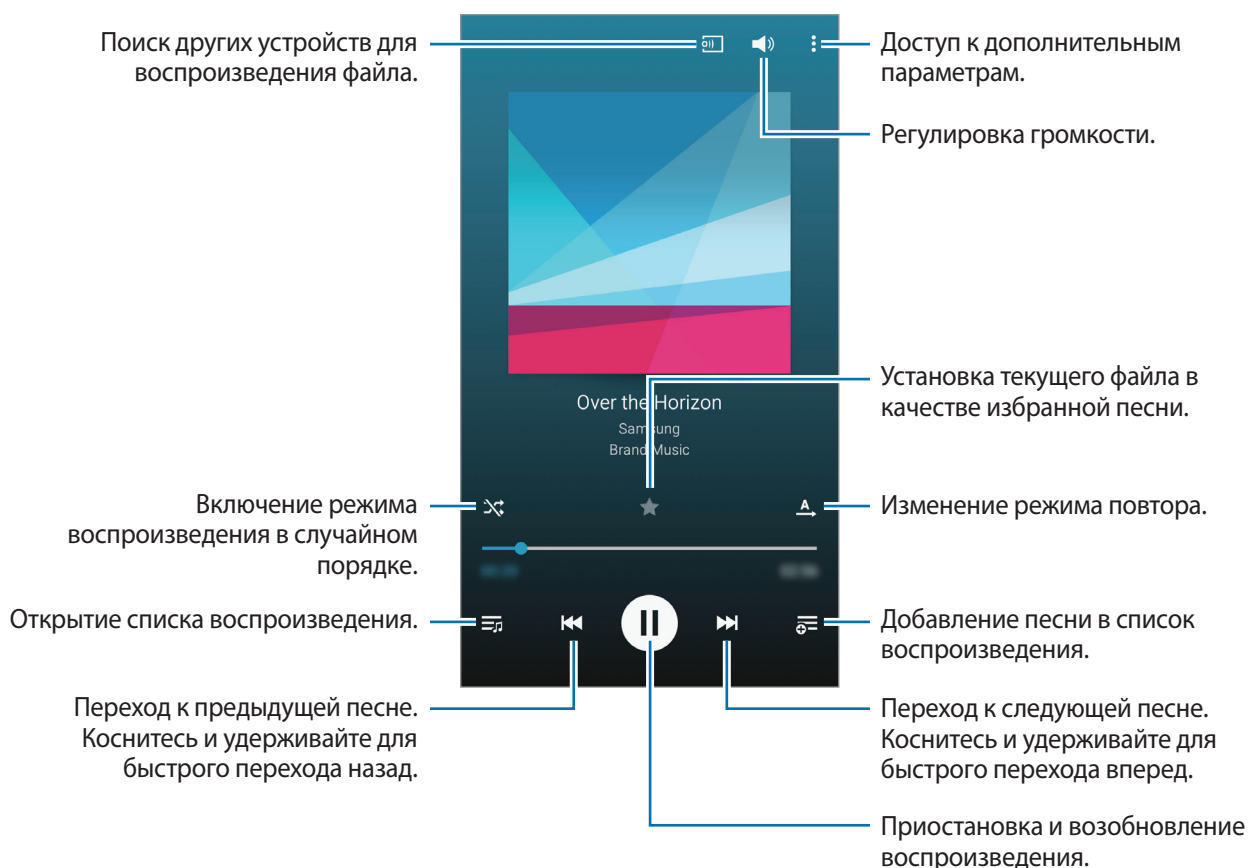 Поиск других устройств для
воспроизведения файла.
Доступ к дополнительным
параметрам.
Регулировка громкости.
Установка текущего файла в
качестве избранной песни.
Over the Horizon
Samsung
Brand Music
Включение режима
воспроизведения в случайном
порядке.
A
Изменение режима повтора.
Открытие списка воспроизведения.
Добавление песни в список
воспроизведения.
Переход к предыдущей песне.
Коснитесь и удерживайте для
быстрого перехода назад.
Переход к следующей песне.
Коснитесь и удерживайте для
быстрого перехода вперед.
Приостановка и возобновление
воспроизведения.